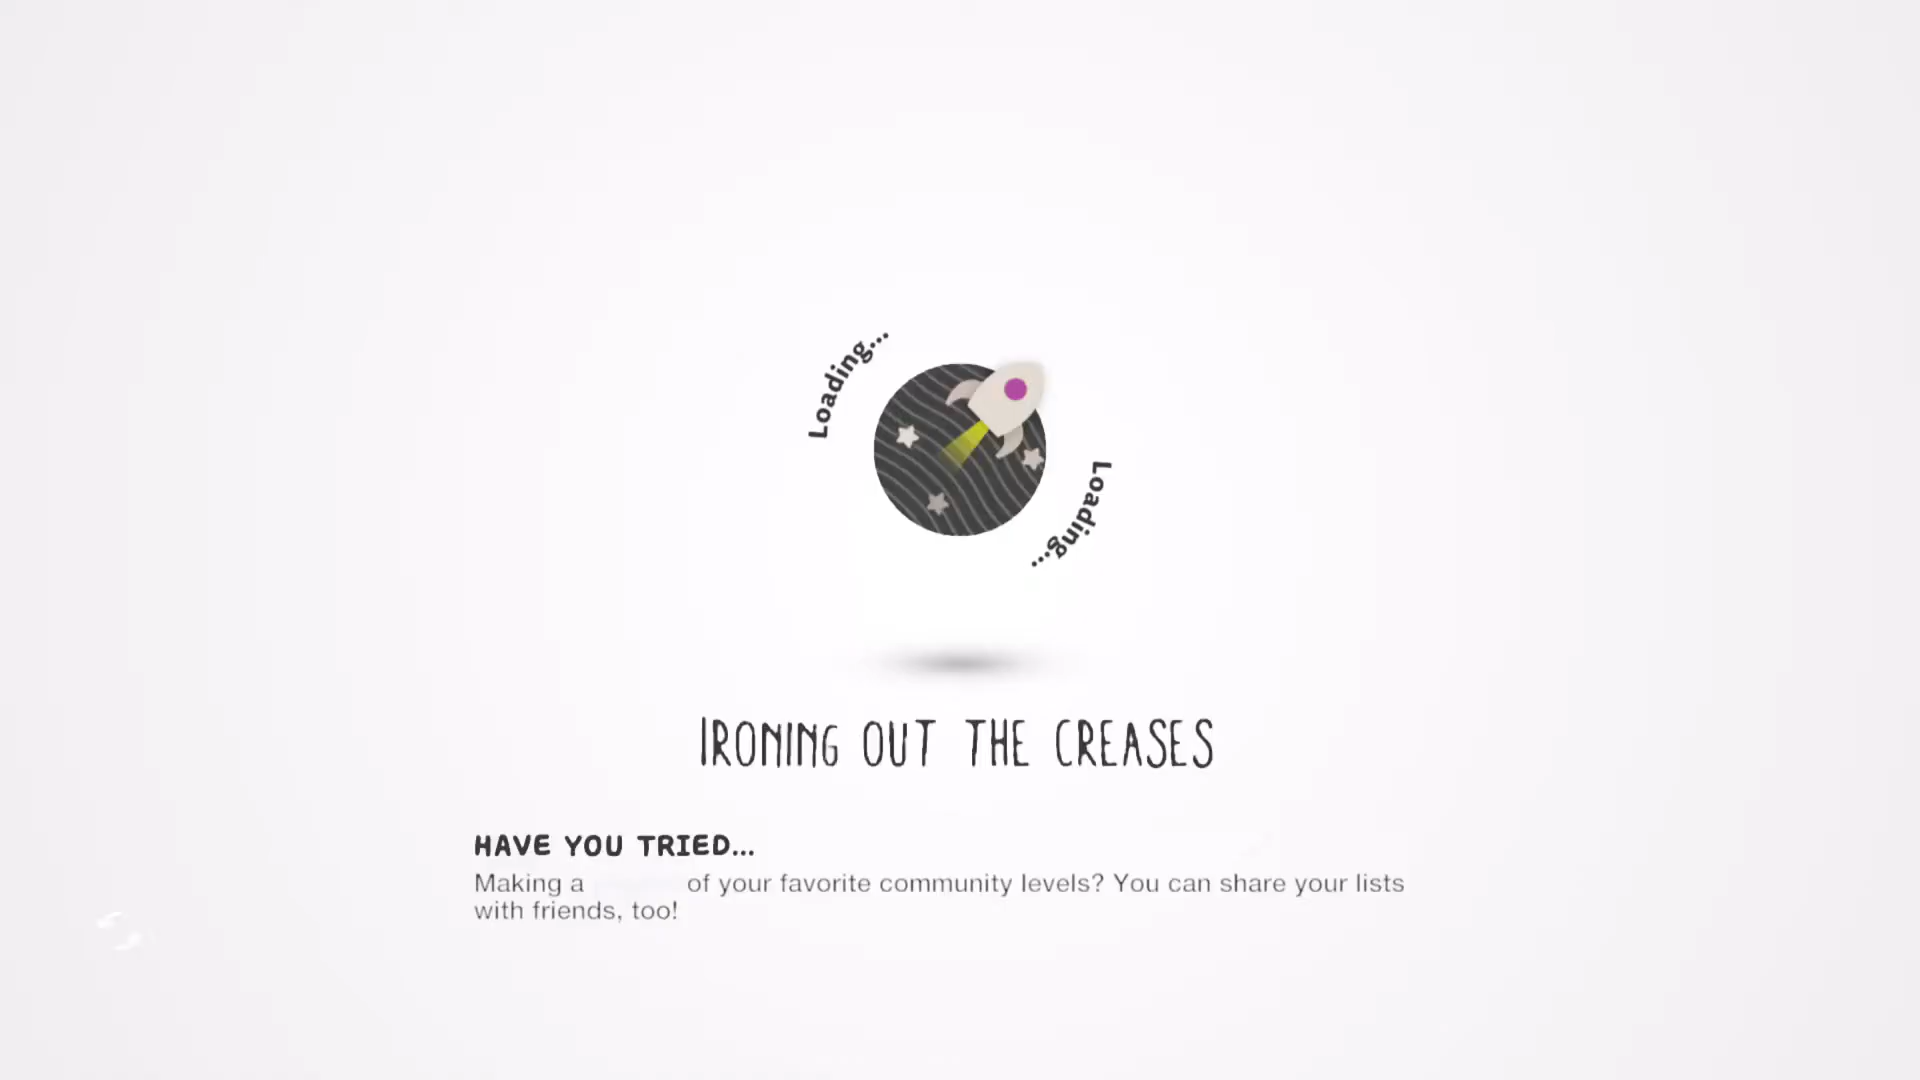 Loading...
Loading...
IRONING OUT THE CREASES
HAVE YOU TRIED...
Making a of your favorite community levels? You can share your lists
with friends, too!